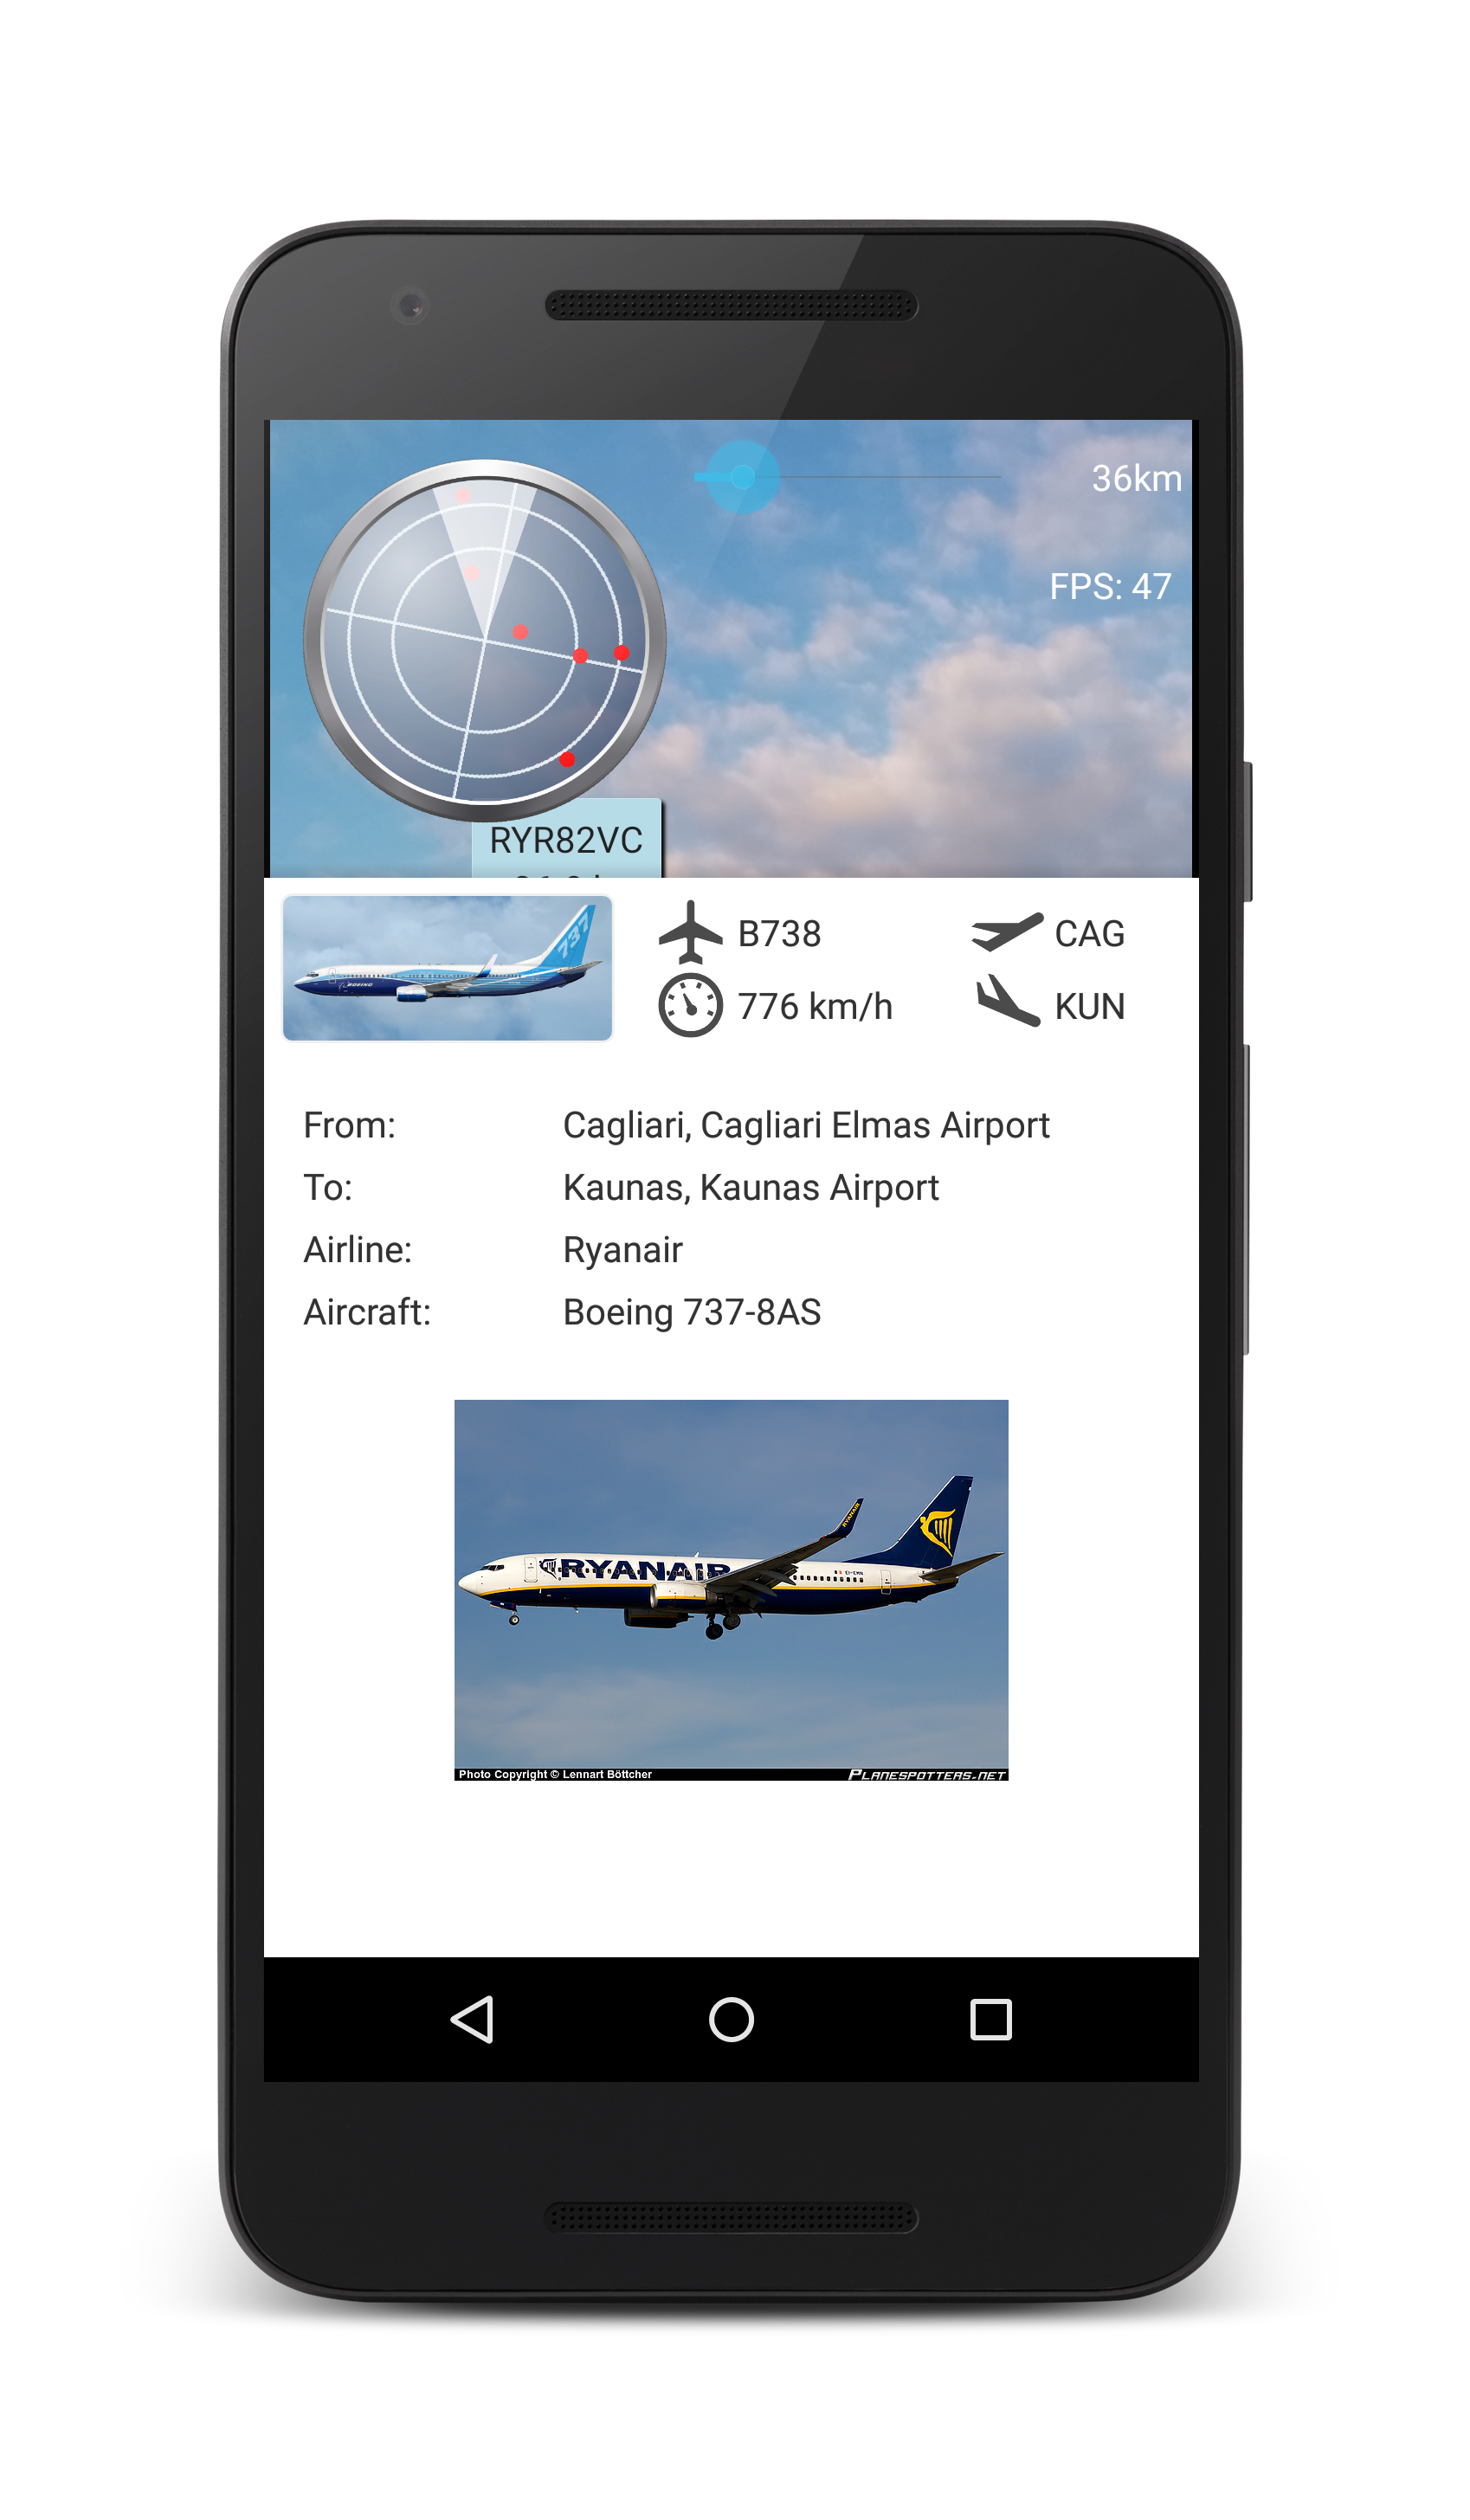 36km
FPS: 47
RYR82VC
737
BOEING
B738
CAG
776 km/h
KUN
From:
Cagliari, Cagliari Elmas Airport
To:
Kaunas, Kaunas Airport
Airline:
Ryanair
Aircraft:
Boeing 737-8AS
RYANAIR
RYANAIR
EI-EMN
Photo Copyright © Lennart Böttcher
PLANESPOTTERS.NET